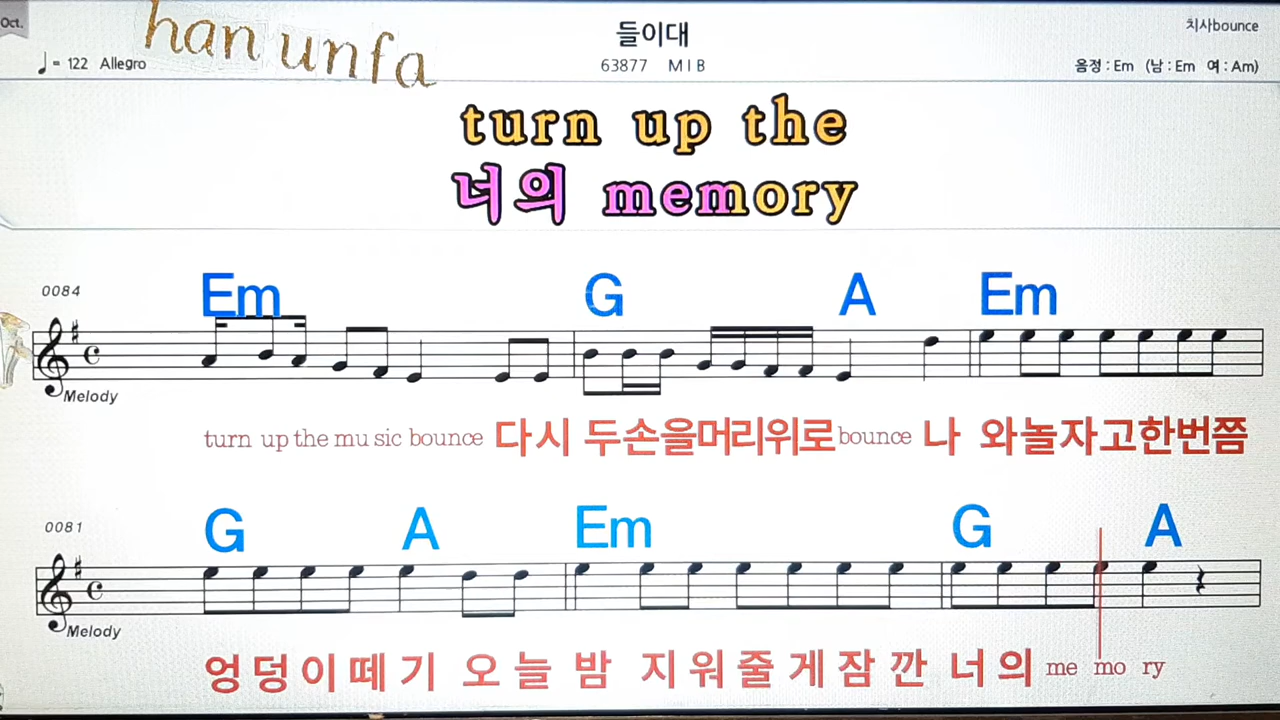 Oct.
han unfa
들이대
치사bounce
♩= 122 Allegro
63877 M I B
음정 : Em (남 : Em 여 : Am)
turn up the
너의 memory
0084
Em G A Em
Melody
turn up the mu sic bounce 다시 두손을머리위로 bounce 나 와놀자고한번쯤
0081
G A Em G A
Melody
엉덩이떼기 오늘밤 지워줄게잠깐 너의 me mo ry